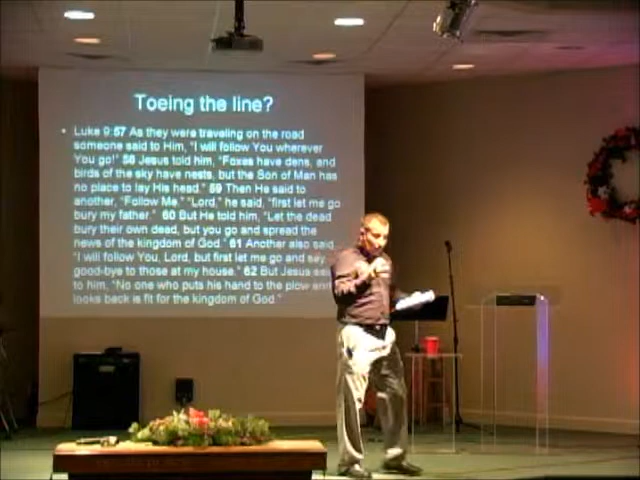 Toeing the line?
• Luke 9:57 As they were traveling on the road
someone said to Him, "I will follow You wherever
You go!" 58 Jesus told him, "Foxes have dens, and
birds of the sky have nests, but the Son of Man has
no place to lay His head." 59 Then He said to
another, "Follow Me." "Lord," he said, "first let me go
bury my father." 60 But He told him, "Let the dead
bury their own dead, but you go and spread the
news of the kingdom of God." 61 Another also said,
"I will follow You, Lord, but first let me go and say
good-bye to those at my house." 62 But Jesus
to him, "No one who puts his hand to the plow and
looks back is fit for the kingdom of God."